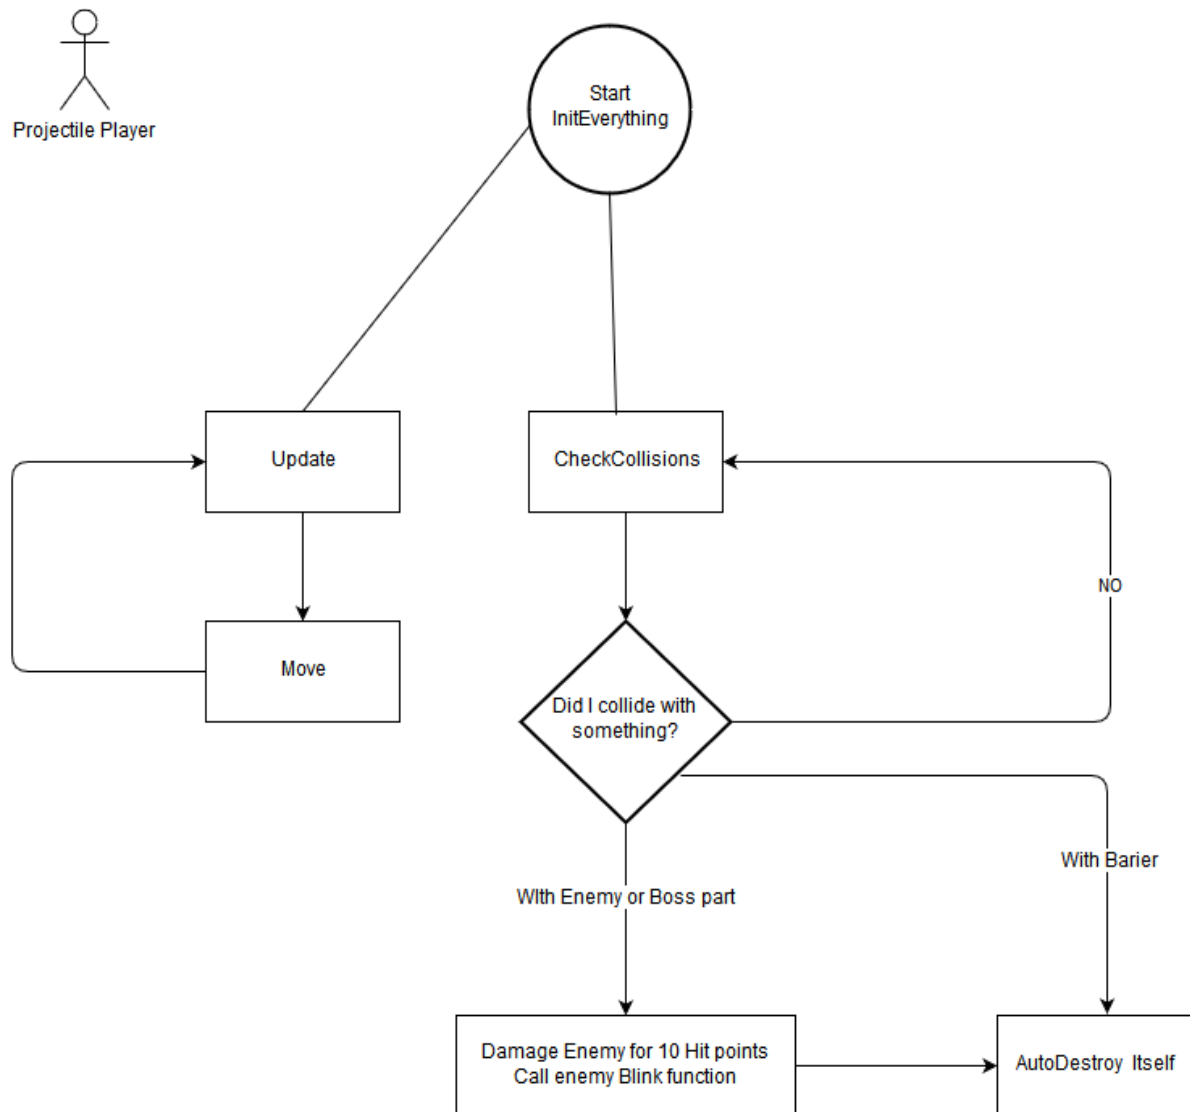 Projectile Player
Start
InitEverything
Update
CheckCollisions
NO
Move
Did I collide with
something?
With Barier
WIth Enemy or Boss part
Damage Enemy for 10 Hit points
Call enemy Blink function
AutoDestroy Itself